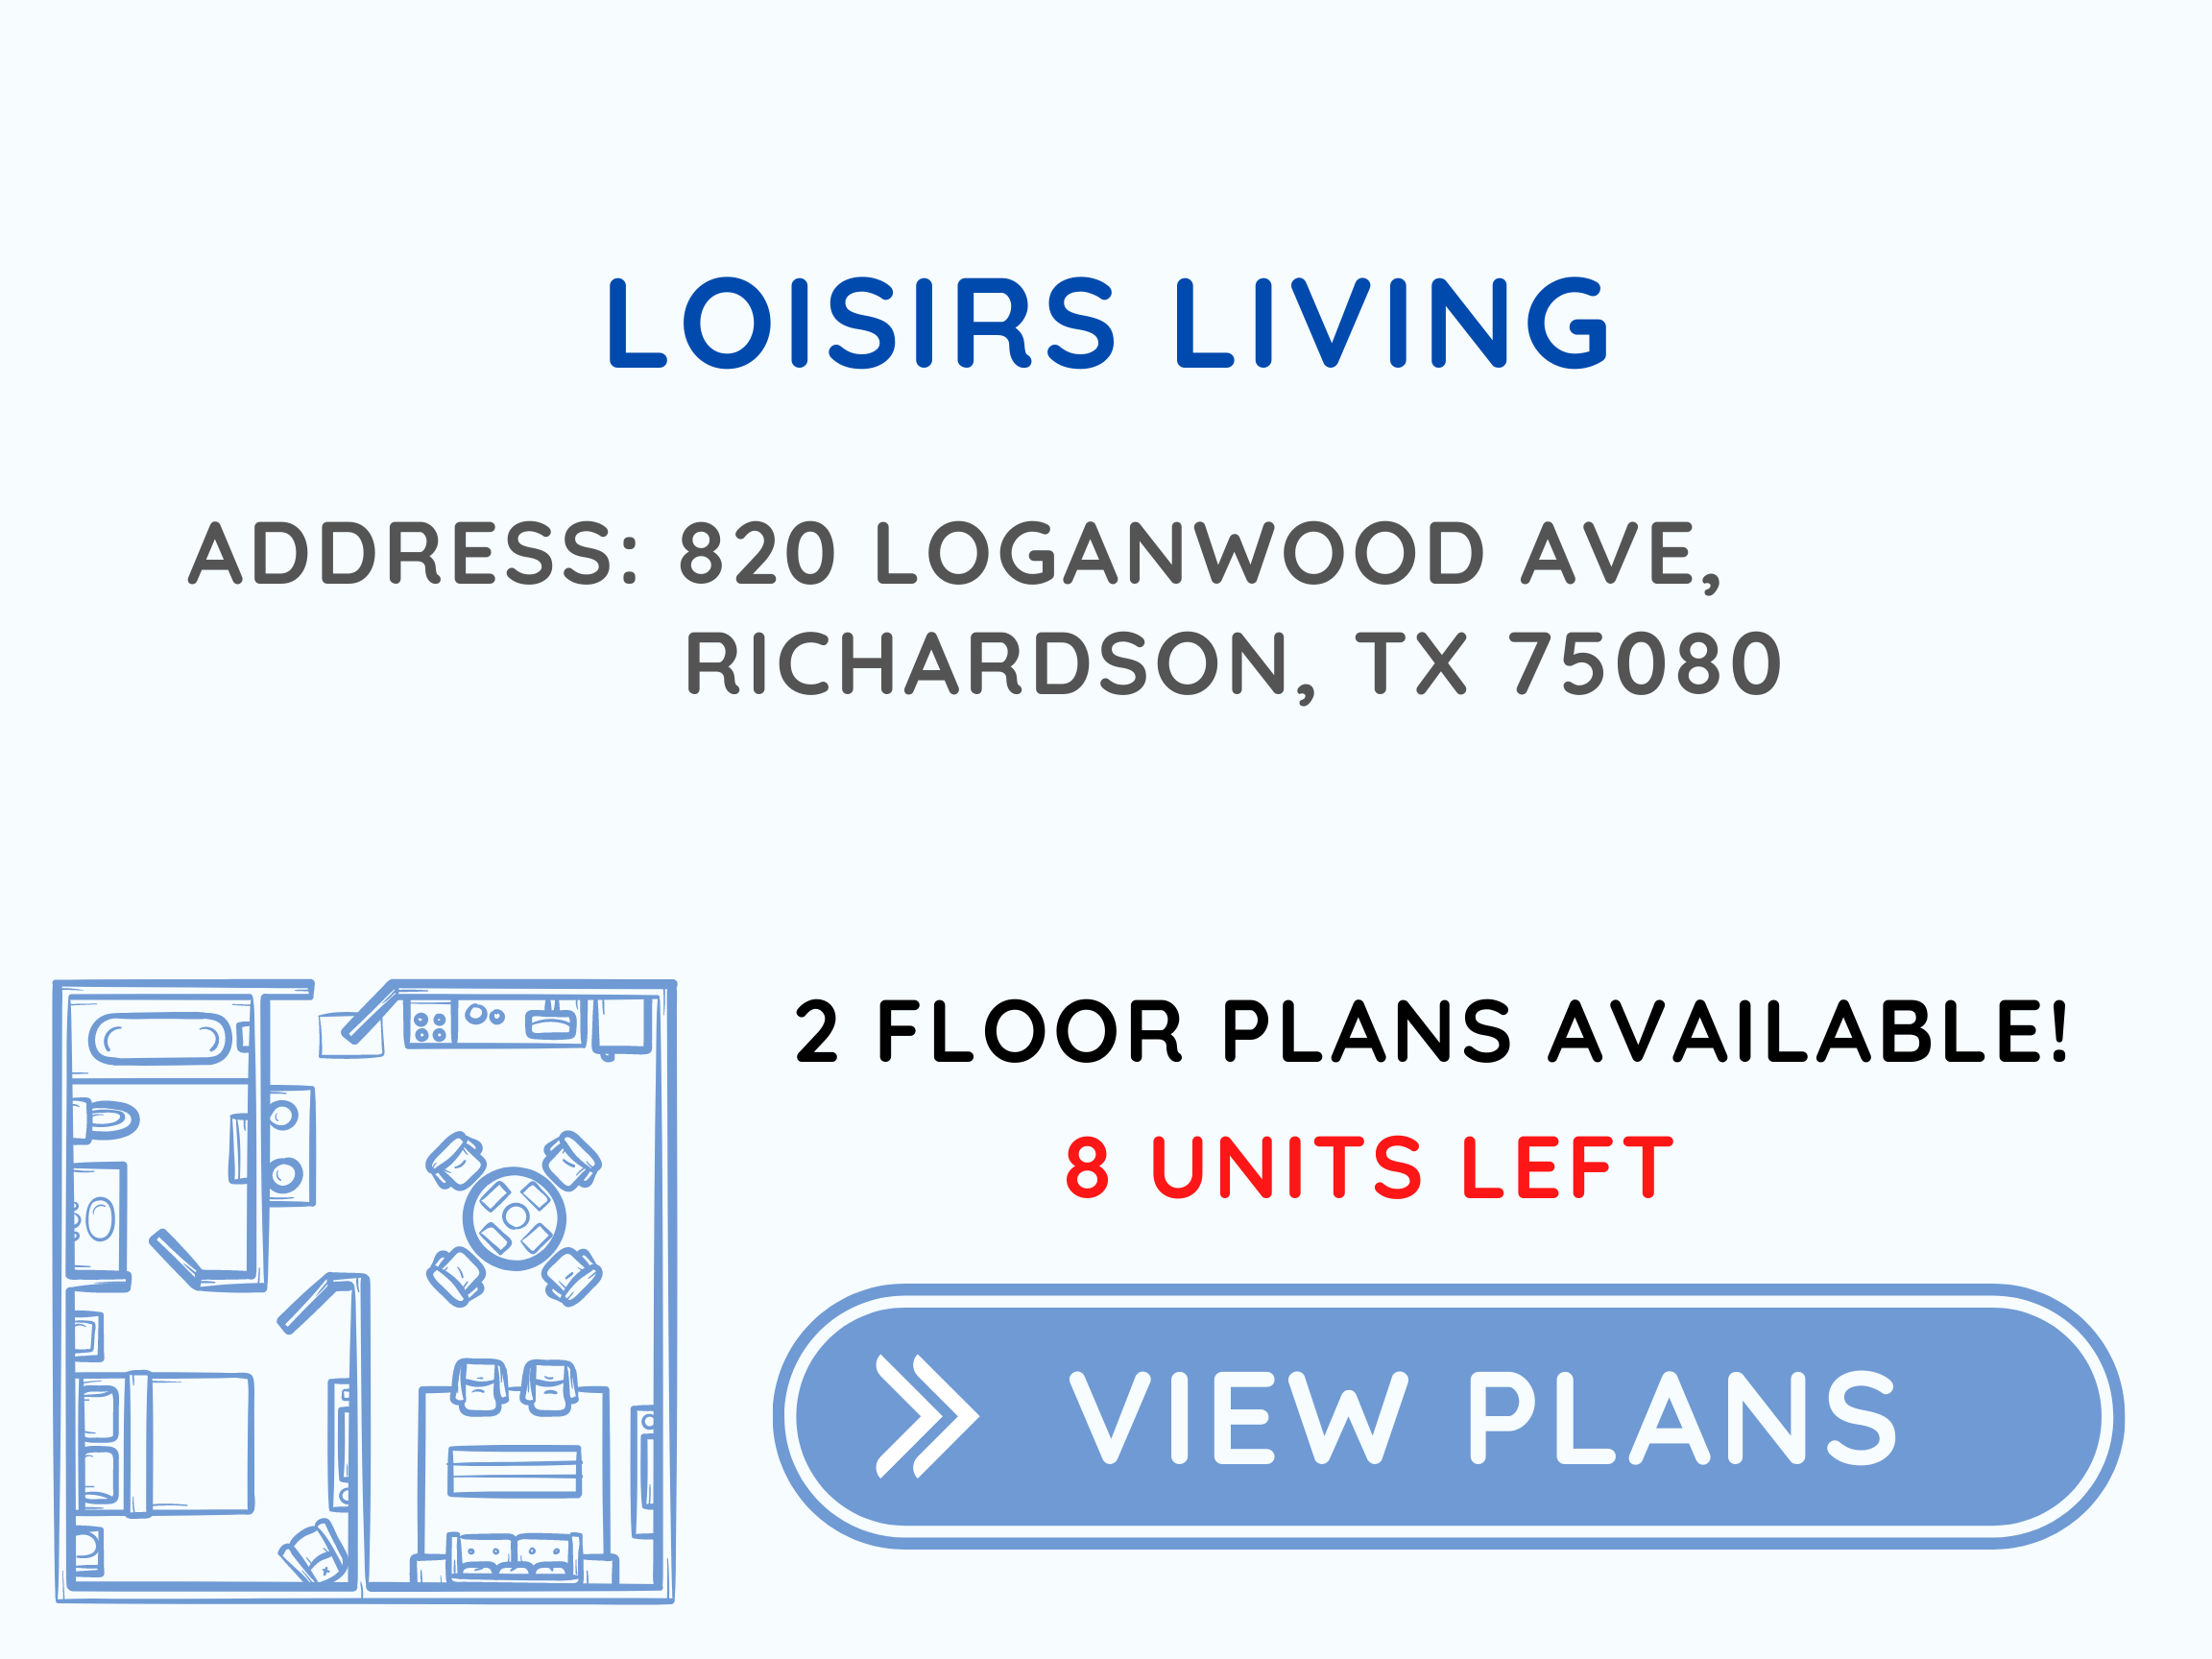 LOISIRS LIVING
ADDRESS: 820 LOGANWOOD AVE,
RICHARDSON, TX 75080
2 FLOOR PLANS AVAILABLE!
8 UNITS LEFT
VIEW PLANS